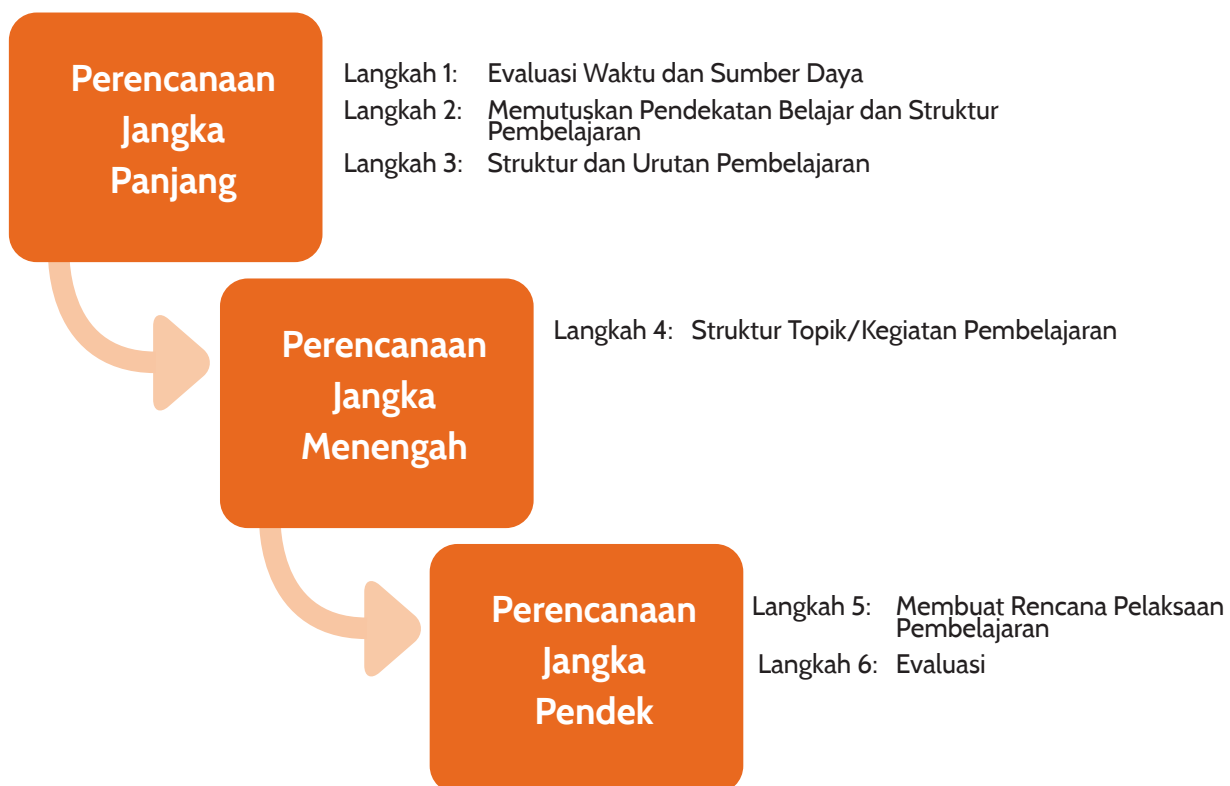 Perencanaan
Jangka
Panjang
Langkah 1: Evaluasi Waktu dan Sumber Daya
Langkah 2: Memutuskan Pendekatan Belajar dan Struktur
Pembelajaran
Langkah 3: Struktur dan Urutan Pembelajaran
Perencanaan
Jangka
Menengah
Langkah 4: Struktur Topik/Kegiatan Pembelajaran
Perencanaan
Jangka
Pendek
Langkah 5: Membuat Rencana Pelaksaan
Pembelajaran
Langkah 6: Evaluasi